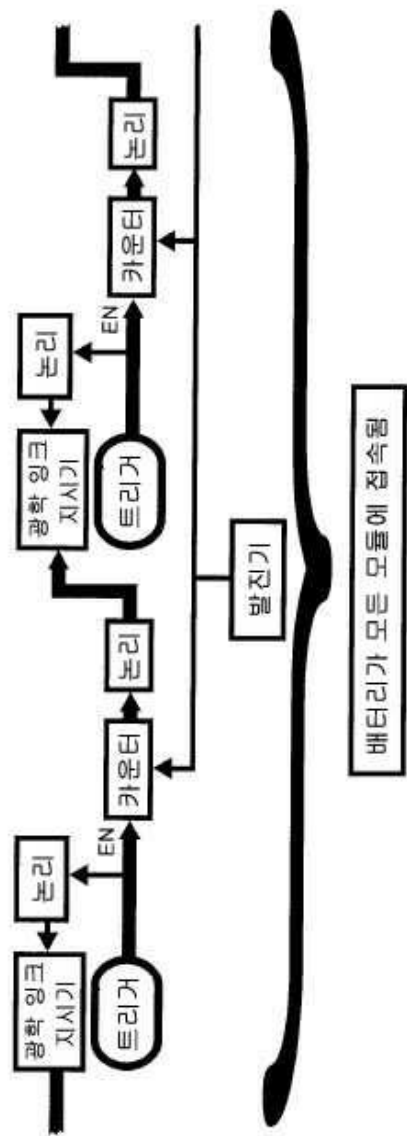 광학 잉크
지시기
논리
트리거
EN
카운터
논리
광학 잉크
지시기
논리
트리거
EN
카운터
논리
발진기
배터리가 모든 모듈에 접속됨